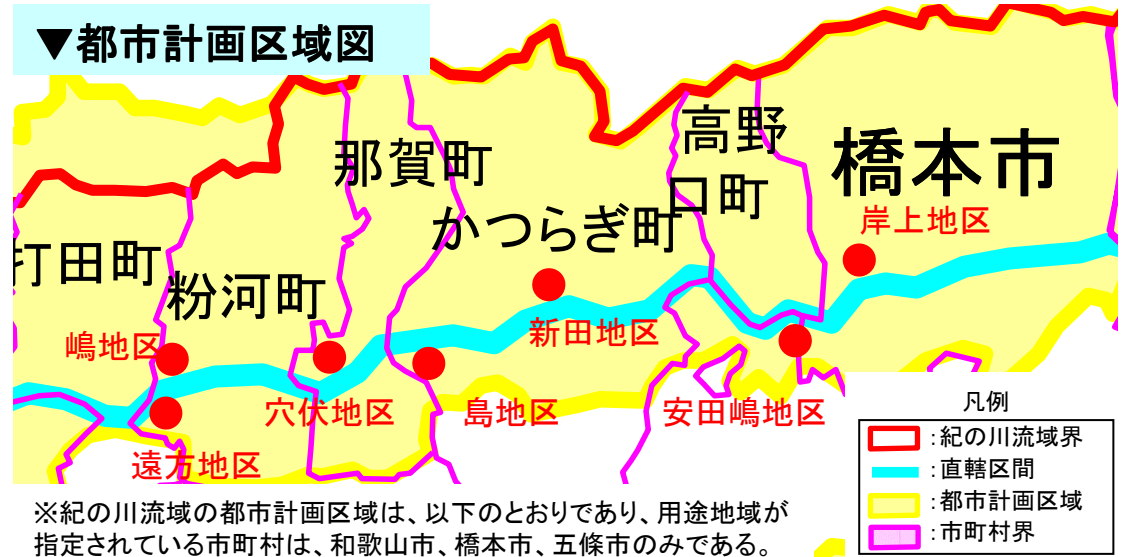 ▼都市計画区域図
高野
口町
橋本市
那賀町
かつらぎ町
岸上地区
打田町
粉河町
嶋地区
新田地区
穴伏地区
島地区
安田嶋地区
遠方地区
凡例
:紀の川流域界
:直轄区間
:都市計画区域
:市町村界
※紀の川流域の都市計画区域は、以下のとおりであり、用途地域が
指定されている市町村は、和歌山市、橋本市、五條市のみである。